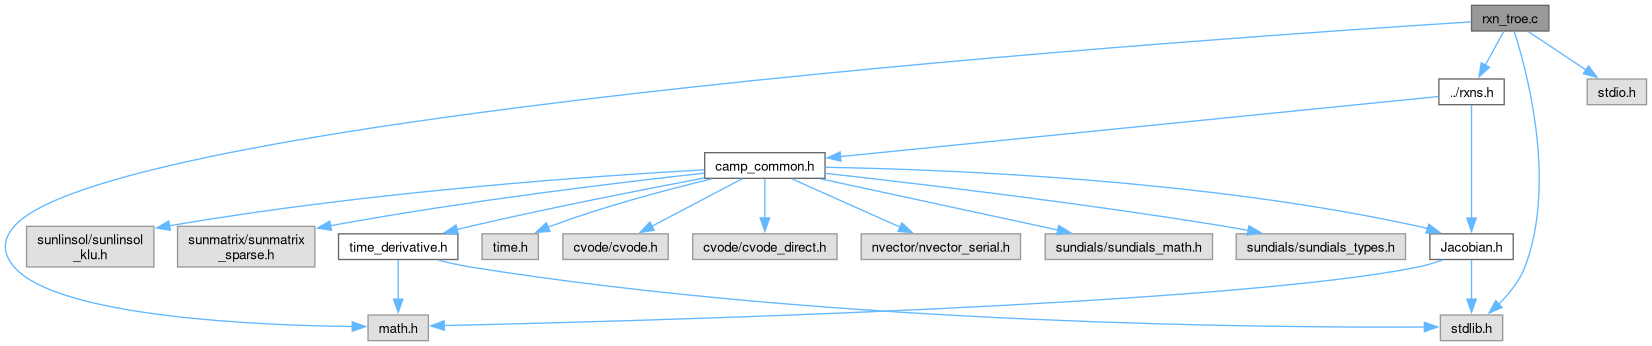 rxn_troe.c
../rxns.h
stdio.h
camp_common.h
sunlinsol/sunlinsol
_klu.h
sunmatrix/sunmatrix
_sparse.h
time_derivative.h
time.h
cvode/cvode.h
cvode/cvode_direct.h
nvector/nvector_serial.h
sundials/sundials_math.h
sundials/sundials_types.h
Jacobian.h
math.h
stdlib.h